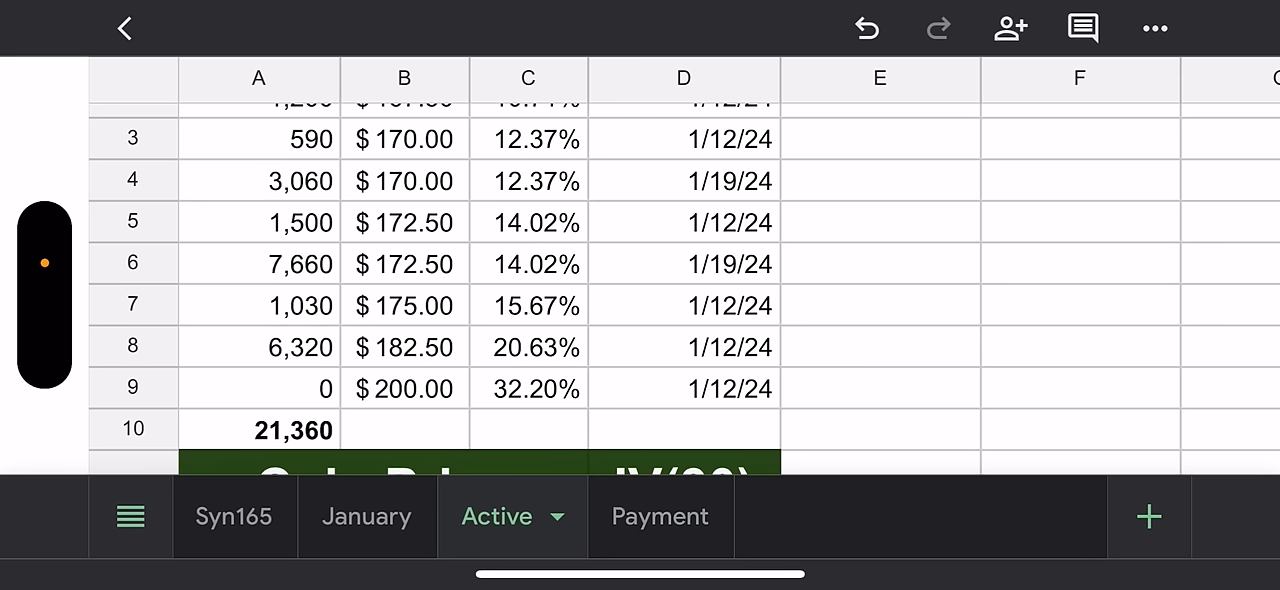 A B C D E F
3 590 $ 170.00 12.37% 1/12/24
4 3,060 $ 170.00 12.37% 1/19/24
5 1,500 $ 172.50 14.02% 1/12/24
6 7,660 $ 172.50 14.02% 1/19/24
7 1,030 $ 175.00 15.67% 1/12/24
8 6,320 $ 182.50 20.63% 1/12/24
9 0 $ 200.00 32.20% 1/12/24
10 21,360
Syn165 January Active Payment